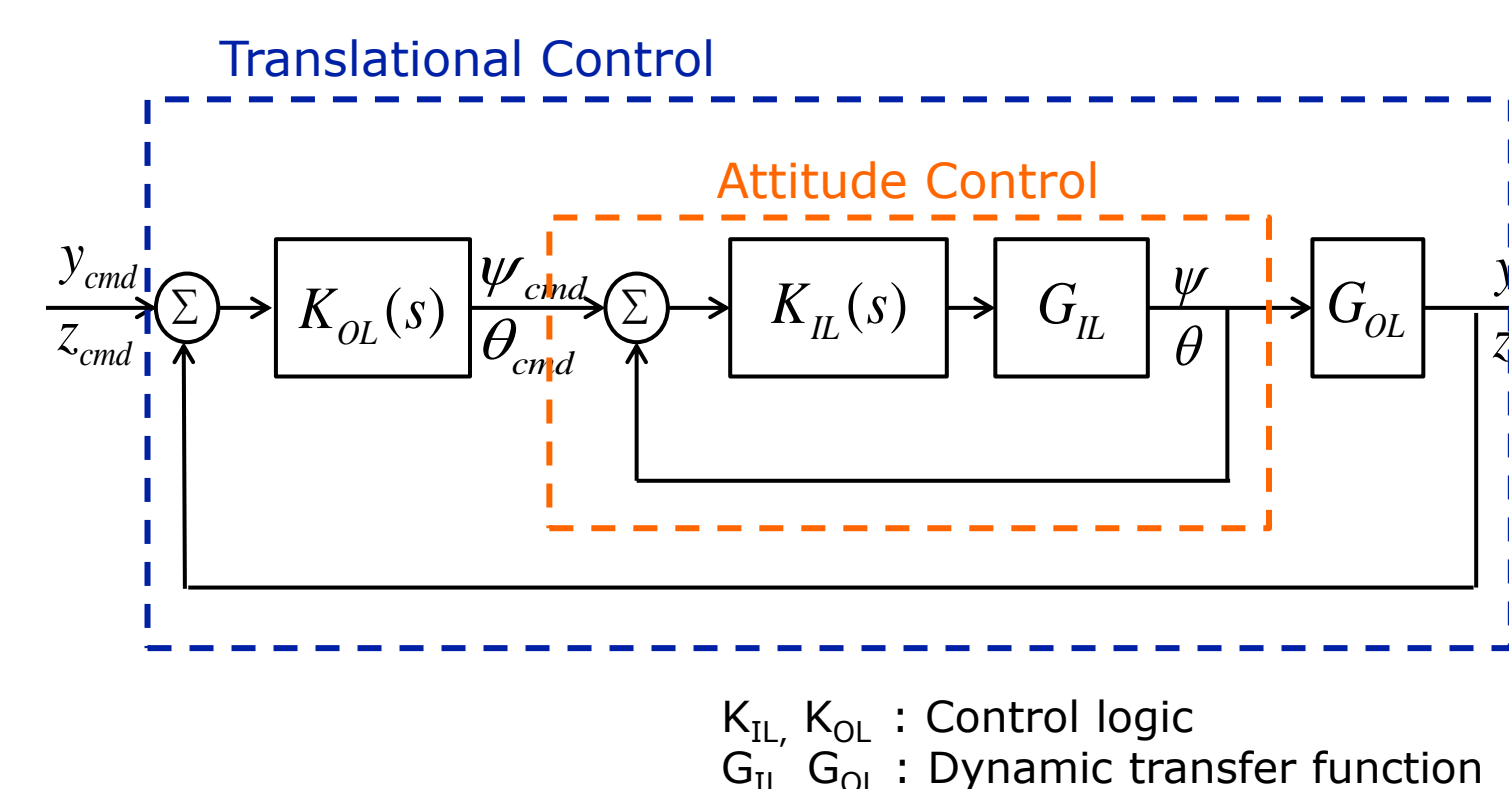 Translational Control
Attitude Control
y_cmd
z_cmd
Σ
K_OL(s)
ψ_cmd
θ_cmd
Σ
K_IL(s)
G_IL
ψ
θ
G_OL
y
z
K_IL, K_OL : Control logic
G_IL G_OL : Dynamic transfer function